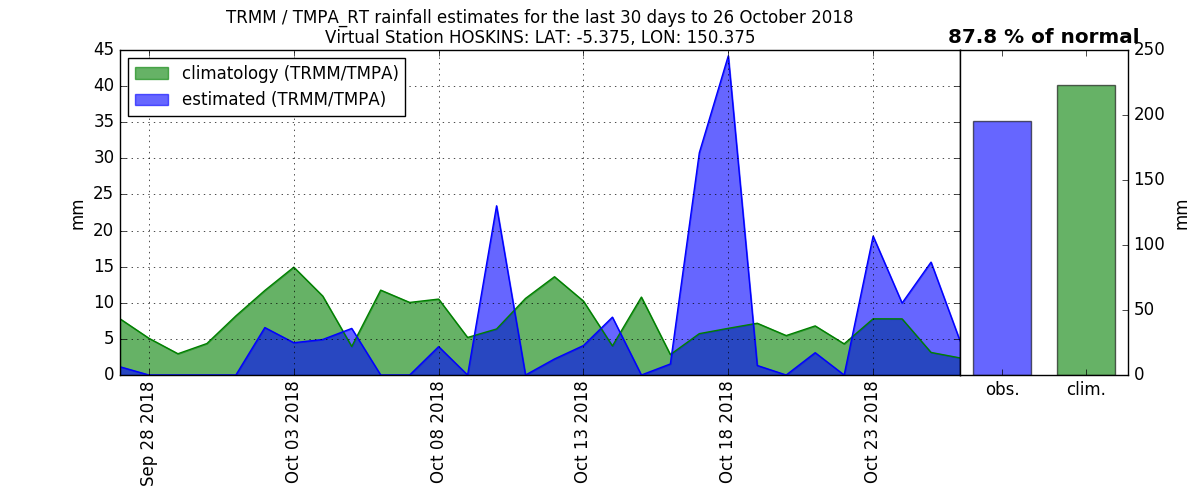 TRMM / TMPA_RT rainfall estimates for the last 30 days to 26 October 2018
Virtual Station HOSKINS: LAT: -5.375, LON: 150.375
87.8 % of normal
climatology (TRMM/TMPA)
estimated (TRMM/TMPA)
mm
45
40
35
30
25
20
15
10
5
0
Sep 28 2018
Oct 03 2018
Oct 08 2018
Oct 13 2018
Oct 18 2018
Oct 23 2018
obs.
clim.
250
200
150
100
50
0
mm